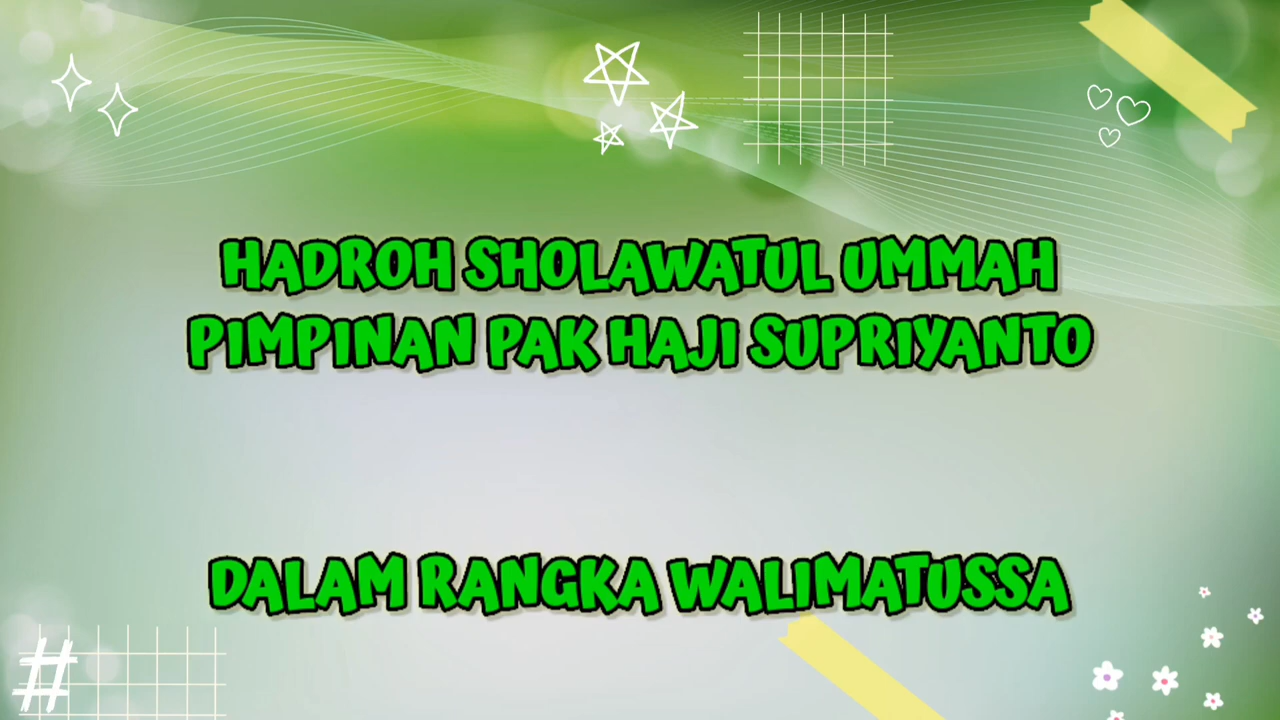 HADROH SHOLAWATUL UMMAH
PIMPINAN PAK HAJI SUPRIYANTO
DALAM RANGKA WALIMATUSSA
#